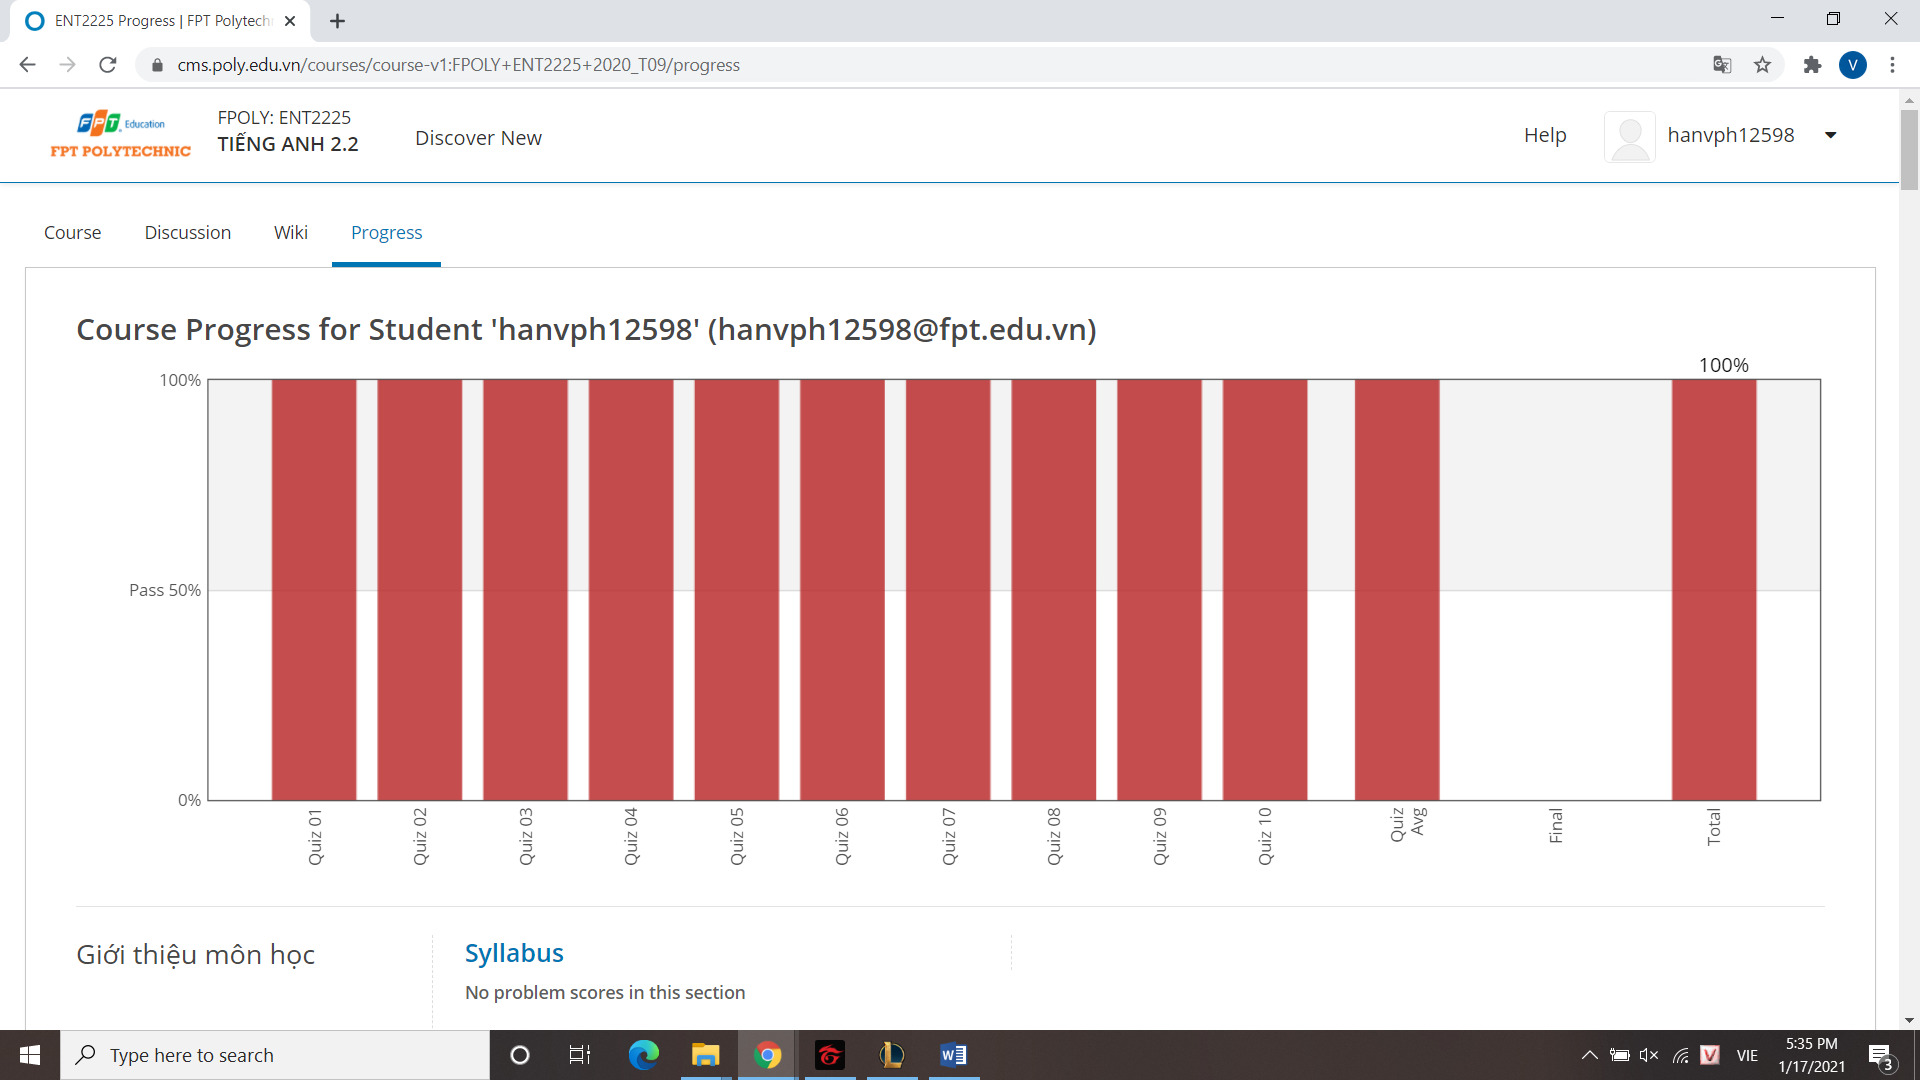 ENT2225 Progress | FPT Polytechn
cms.poly.edu.vn/courses/course-v1:FPOLY+ENT2225+2020_T09/progress
V
FPT Education
FPT POLYTECHNIC
FPOLY: ENT2225
TIẾNG ANH 2.2
Discover New
Help
hanvph12598
Course
Discussion
Wiki
Progress
Course Progress for Student 'hanvph12598' (hanvph12598@fpt.edu.vn)
100%
100%
Pass 50%
0%
Quiz 01
Quiz 02
Quiz 03
Quiz 04
Quiz 05
Quiz 06
Quiz 07
Quiz 08
Quiz 09
Quiz 10
Quiz
Avg
Final
Total
Giới thiệu môn học
Syllabus
No problem scores in this section
Type here to search
VIE
5:35 PM
1/17/2021
3